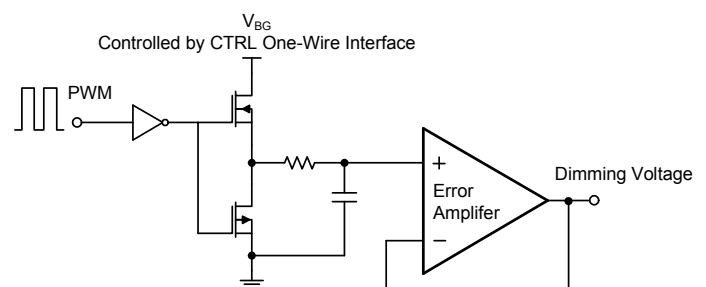 VBG
Controlled by CTRL One-Wire Interface
PWM
+
Error
Amplifer
−
Dimming Voltage